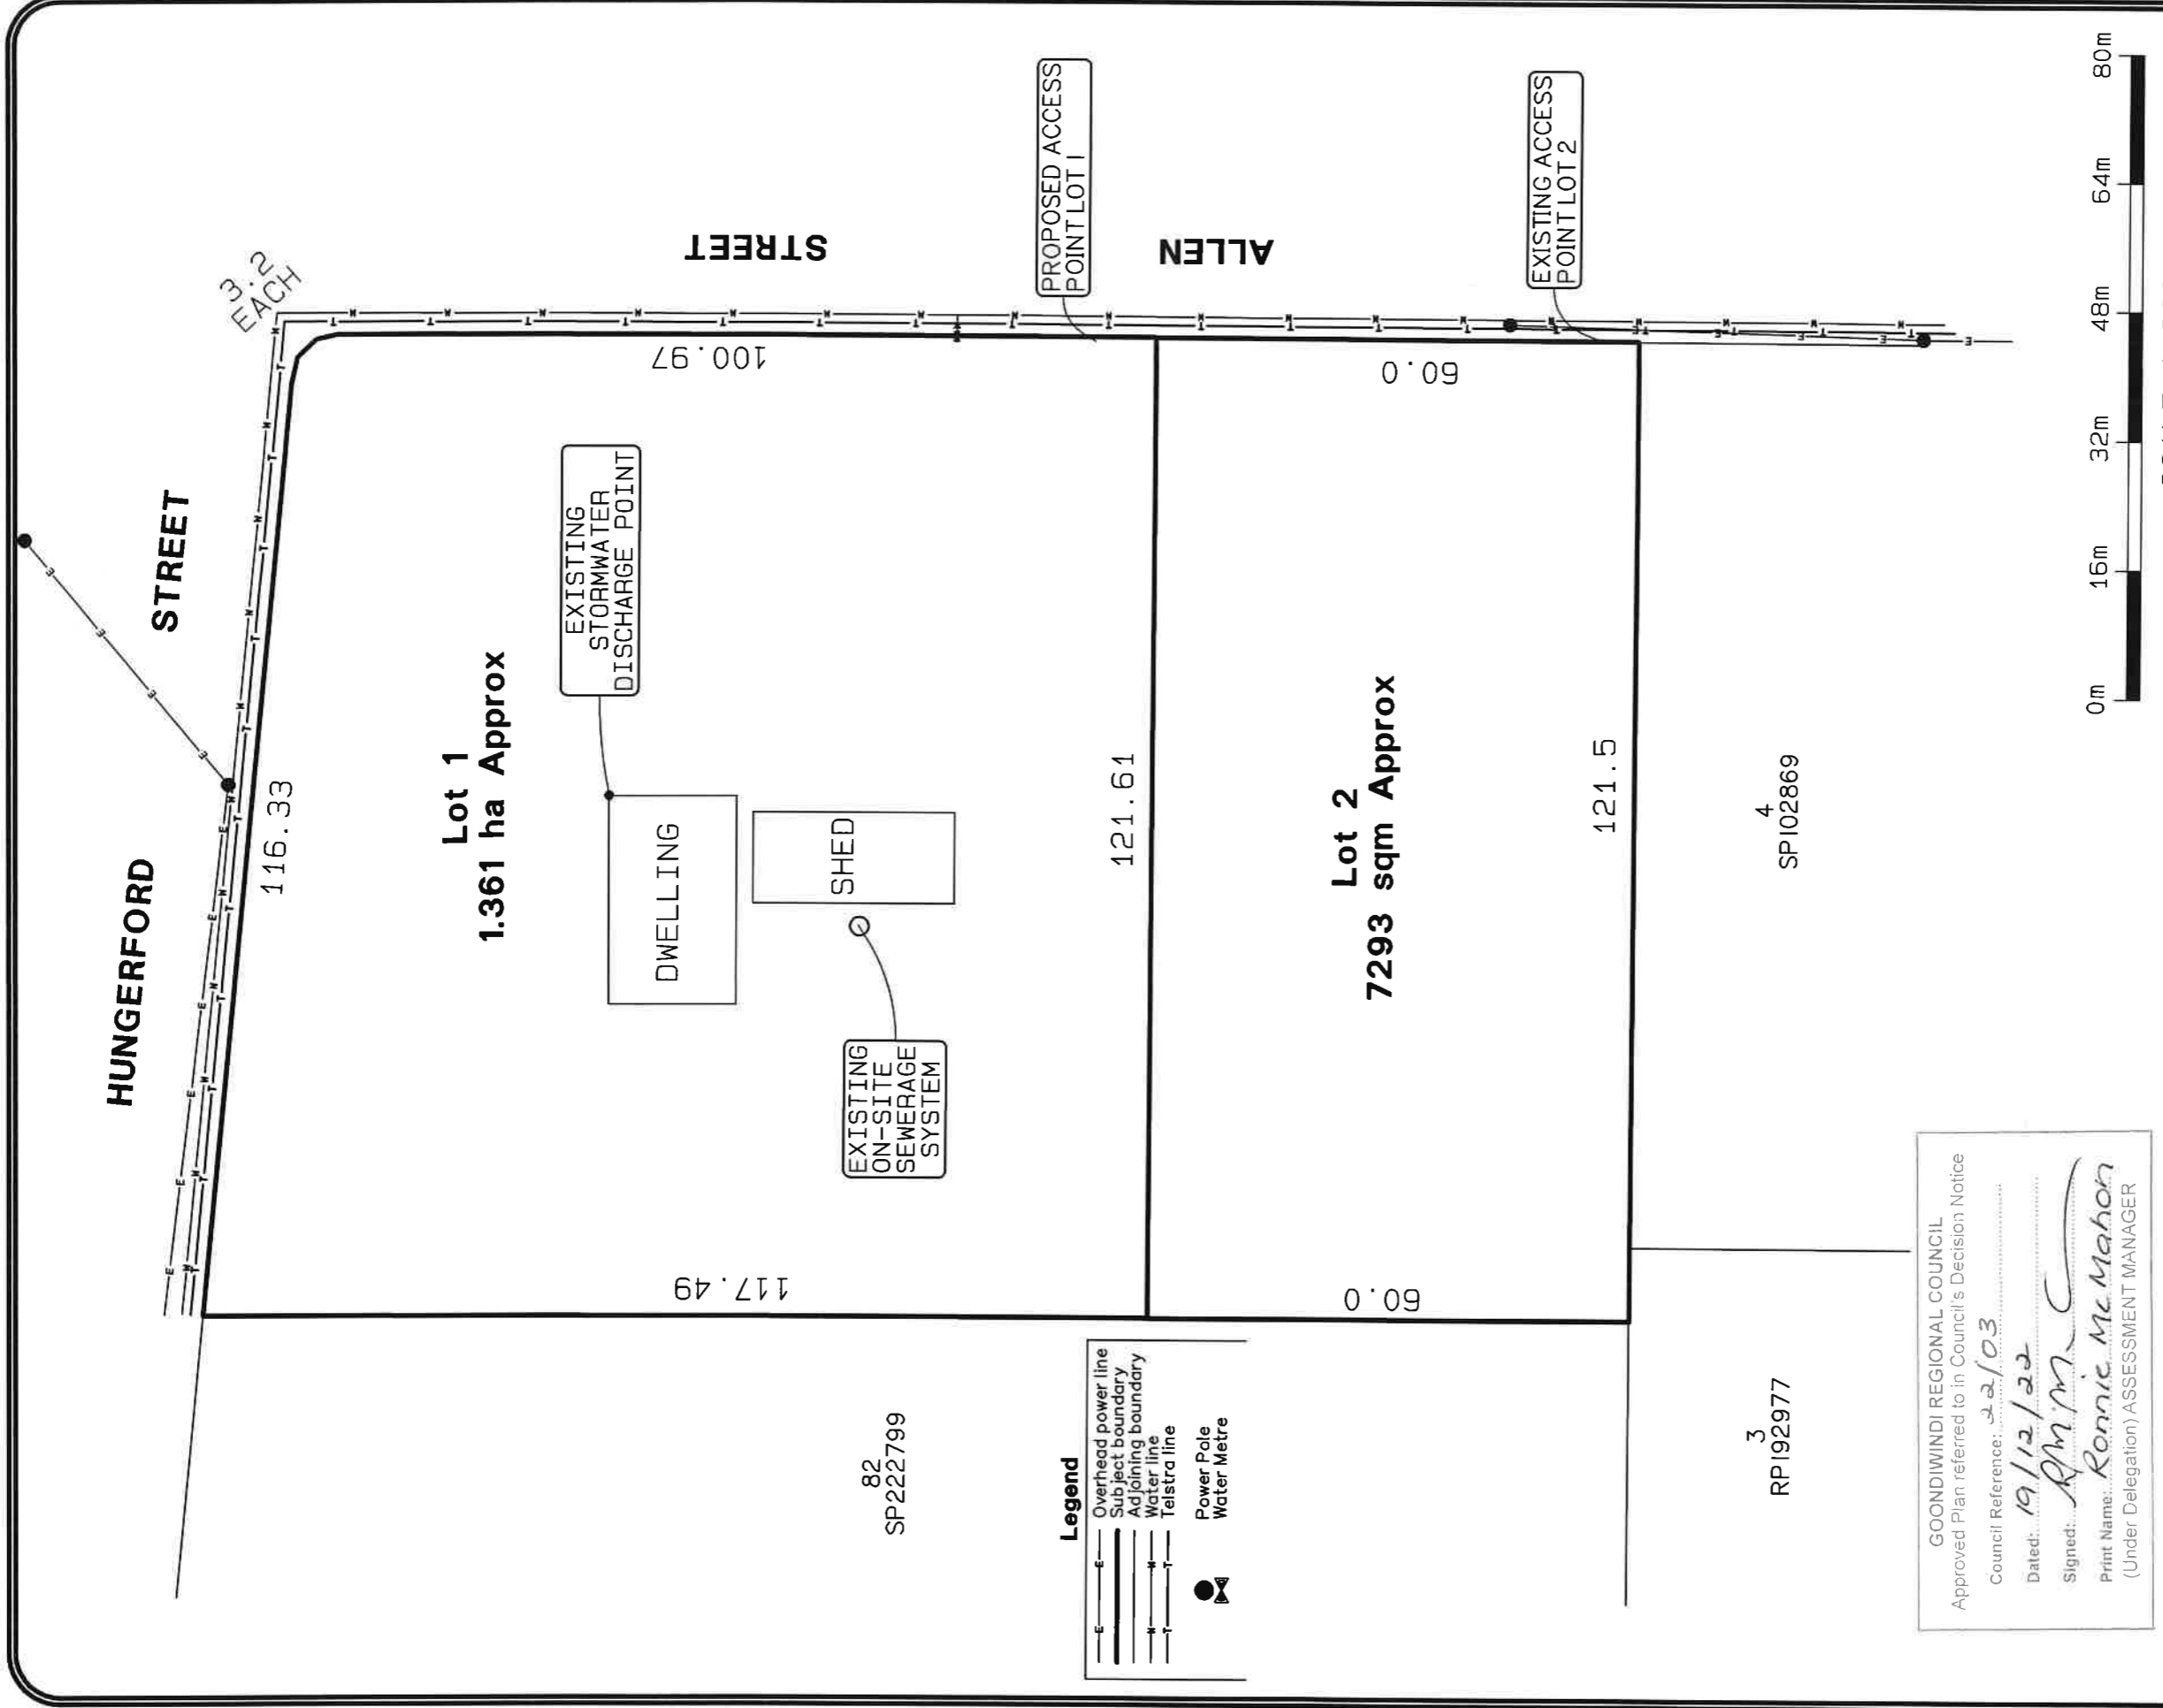 HUNGERFORD
STREET
116.33
3.2
EACH
Lot 1
1.361 ha Approx
EXISTING
STORMWATER
DISCHARGE POINT
100.97
STREET
DWELLING
SHED
EXISTING
ON-SITE
SEWERAGE
SYSTEM
117.49
82
SP222799
PROPOSED ACCESS
POINT LOT 1
121.61
ALLEN
Lot 2
7293 sqm Approx
60.0
60.0
EXISTING ACCESS
POINT LOT 2
121.5
4
SP102869
3
RP192977
Legend
E E Overhead power line
Subject boundary
Adjoining boundary
W W Water line
T T Telstra line
Power Pole
Water Metre
GOONDIWINDI REGIONAL COUNCIL
Approved Plan referred to in Council's Decision Notice
Council Reference: 22/03
Dated: 19/12/22
Signed:
Print Name: Ronnie McMahon
(Under Delegation) ASSESSMENT MANAGER
0m 16m 32m 48m 64m 80m